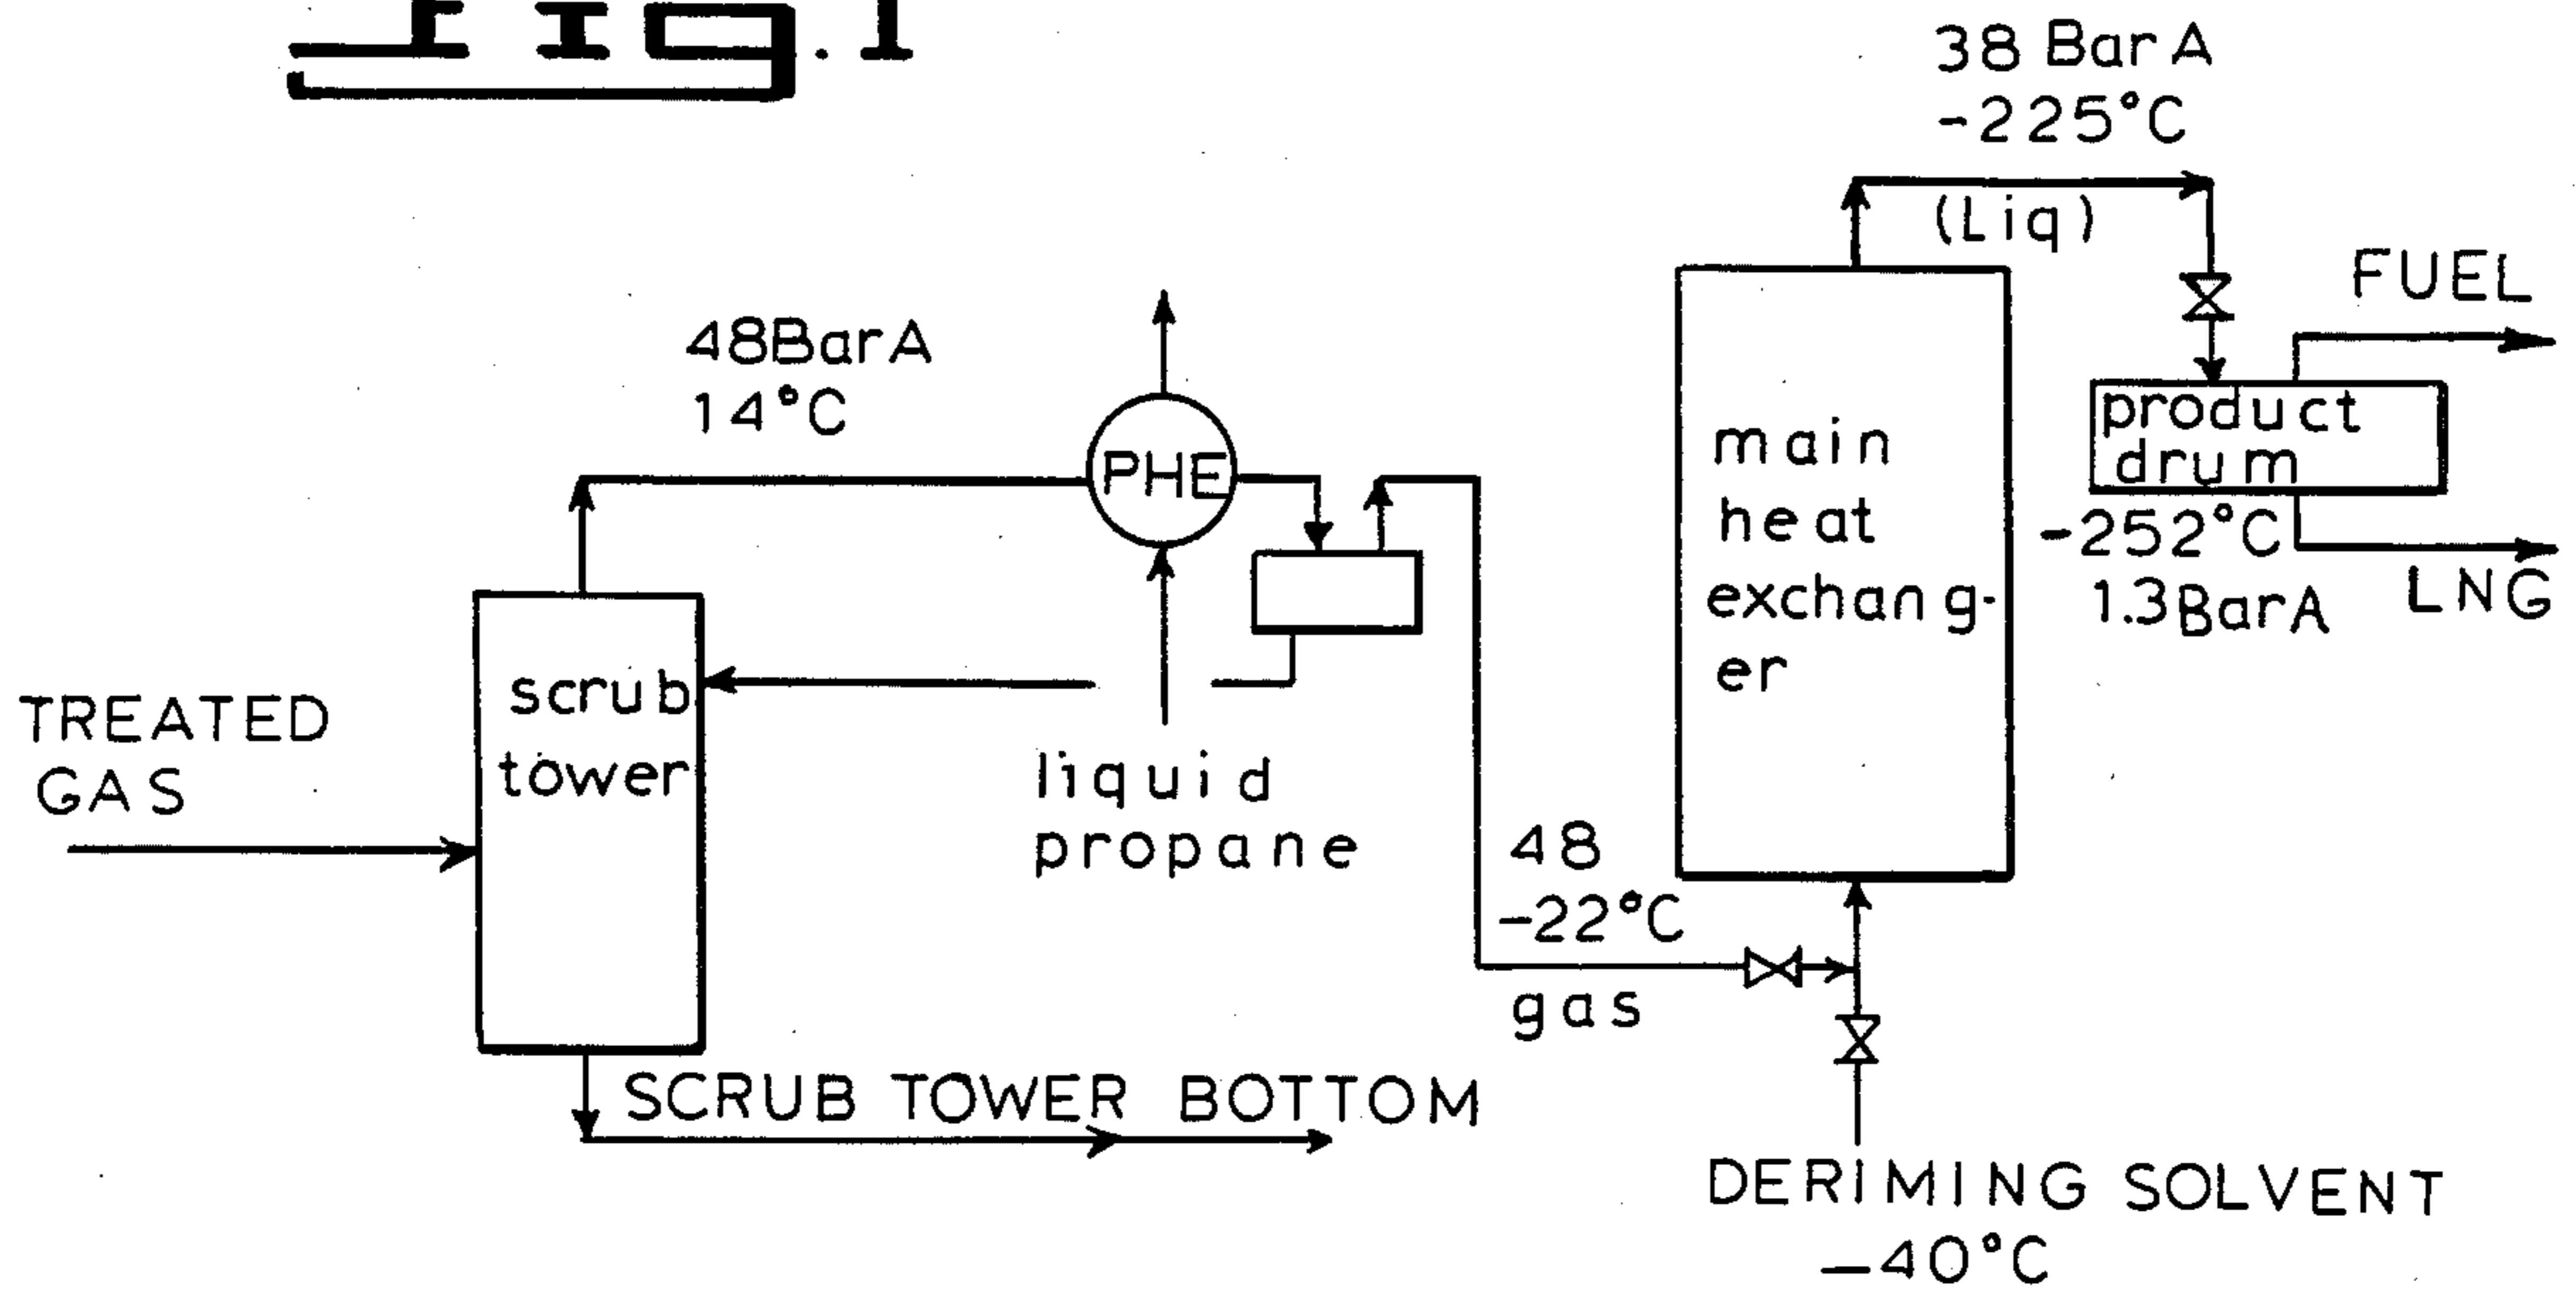 Fig. 1
38 BarA
-225°C
(Liq)
FUEL
48BarA
14°C
PHE
product
drum
-252°C
1.3BarA
LNG
main
heat
exchang-
er
scrub
tower
TREATED
GAS
liquid
propane
48
-22°C
gas
SCRUB TOWER BOTTOM
DERIMING SOLVENT
-40°C